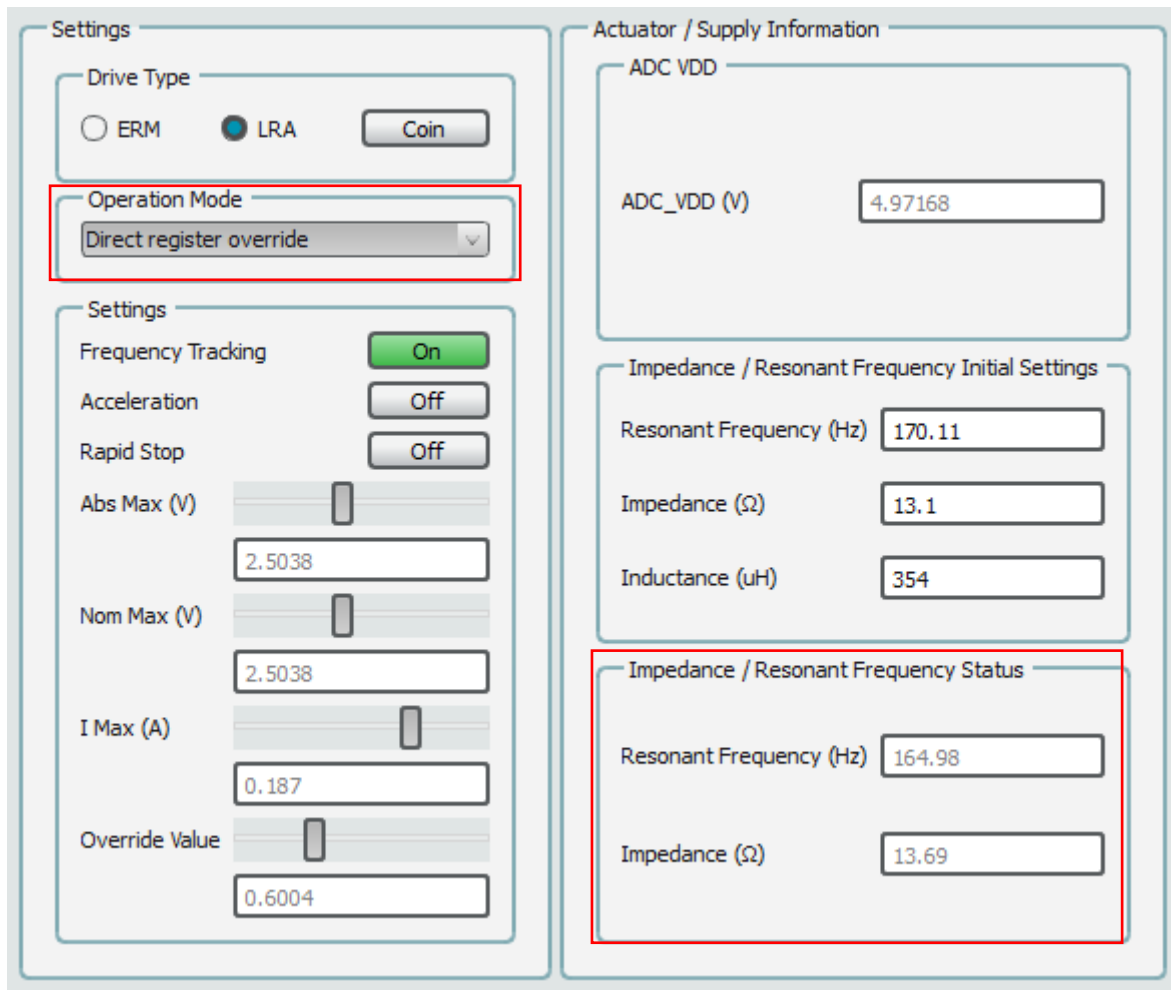 Settings
Drive Type
ERM
LRA
Coin
Operation Mode
Direct register override
Settings
Frequency Tracking
On
Acceleration
Off
Rapid Stop
Off
Abs Max (V)
2.5038
Nom Max (V)
2.5038
I Max (A)
0.187
Override Value
0.6004
Actuator / Supply Information
ADC VDD
ADC_VDD (V)
4.97168
Impedance / Resonant Frequency Initial Settings
Resonant Frequency (Hz)
170.11
Impedance (Ω)
13.1
Inductance (uH)
354
Impedance / Resonant Frequency Status
Resonant Frequency (Hz)
164.98
Impedance (Ω)
13.69